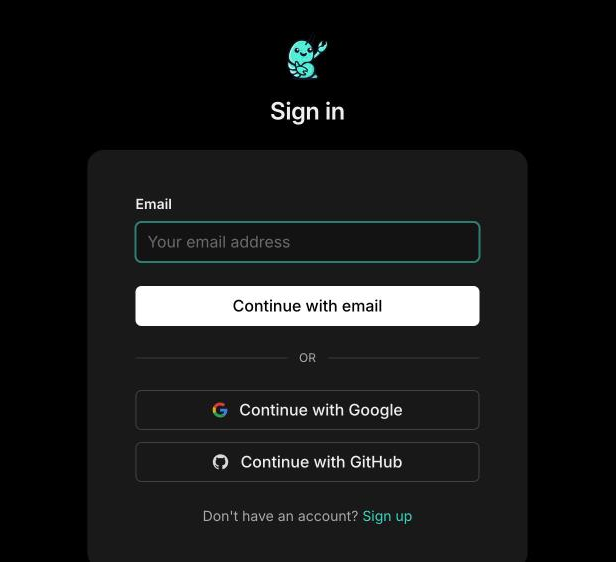 Sign in
Email
Your email address
Continue with email
OR
Continue with Google
Continue with GitHub
Don't have an account? Sign up